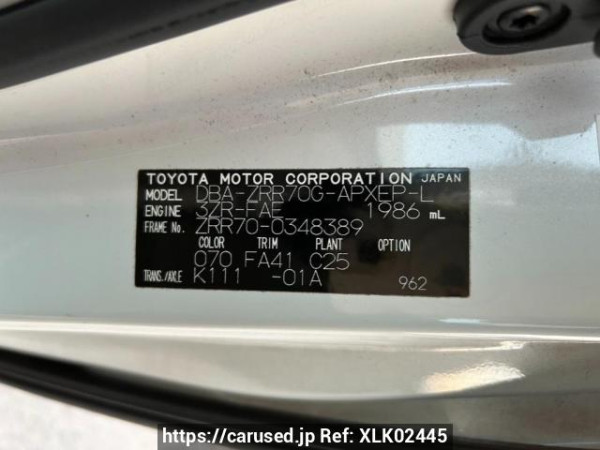 TOYOTA MOTOR CORPORATION JAPAN
MODEL DBA-ZRR70G-APXEP-L
ENGINE 3ZR-FAE 1986 mL
FRAME No. ZRR70-0348389
COLOR TRIM PLANT OPTION
070 FA41 C25
TRANS./AXLE K111 -01A 962
https://carused.jp Ref: XLK02445